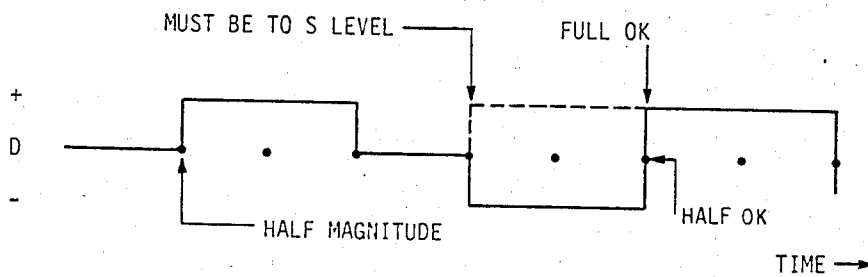 MUST BE TO S LEVEL
FULL OK
+
D
-
HALF MAGNITUDE
HALF OK
TIME